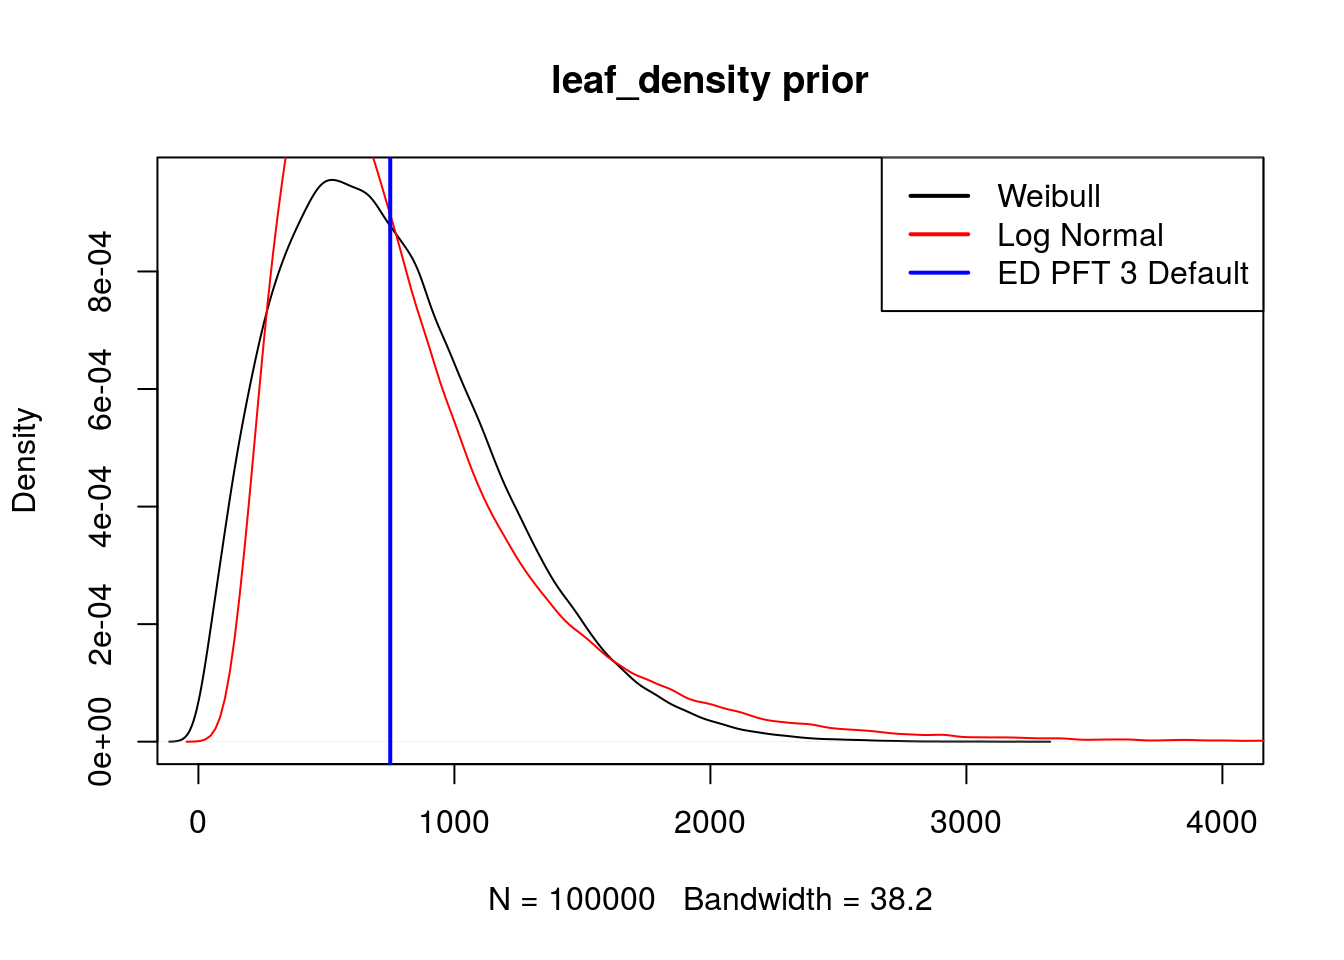 leaf_density prior
Weibull
Log Normal
ED PFT 3 Default
Density
8e-04
6e-04
4e-04
2e-04
0e+00
0 1000 2000 3000 4000
N = 100000 Bandwidth = 38.2